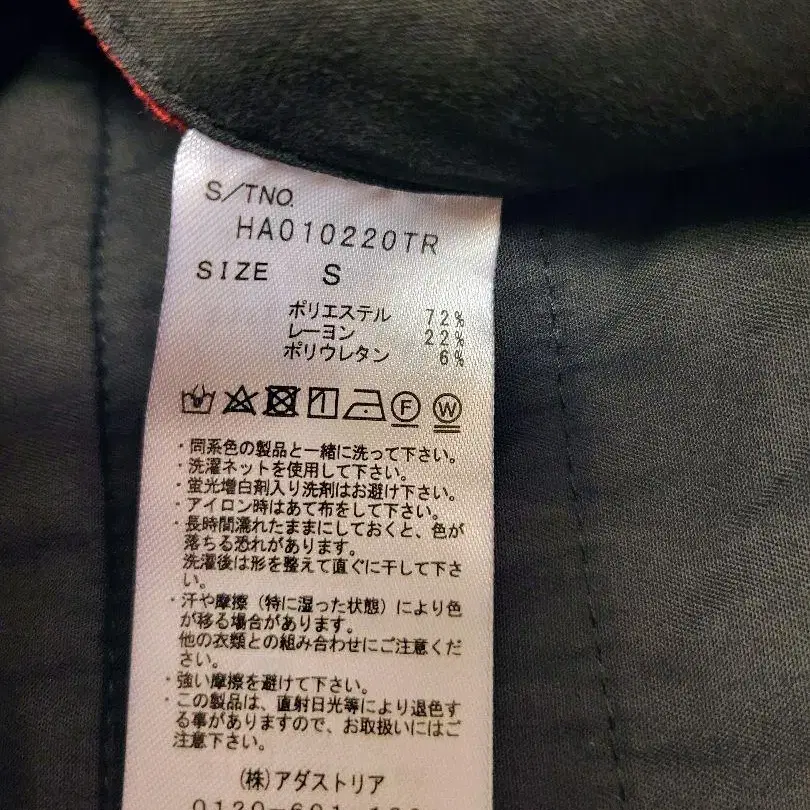 S/TNO.
HA010220TR
SIZE S
ポリエステル 72%
レーヨン 22%
ポリウレタン 6%
F W
・同系色の製品と一緒に洗って下さい。
・洗濯ネットを使用して下さい。
・蛍光増白剤入り洗剤はお避け下さい。
・アイロン時はあて布をして下さい。
・長時間濡れたままにしておくと、色が
落ちる恐れがあります。
洗濯後は形を整えて直ぐに干して下さ
い。
・汗や摩擦（特に湿った状態）により色
が移る場合があります。
他の衣類との組み合わせにご注意くだ
さい。
・強い摩擦を避けて下さい。
・この製品は、直射日光等により退色す
る事がありますので、お取扱いにはご
注意下さい。
(株)アダストリア
0120-601-